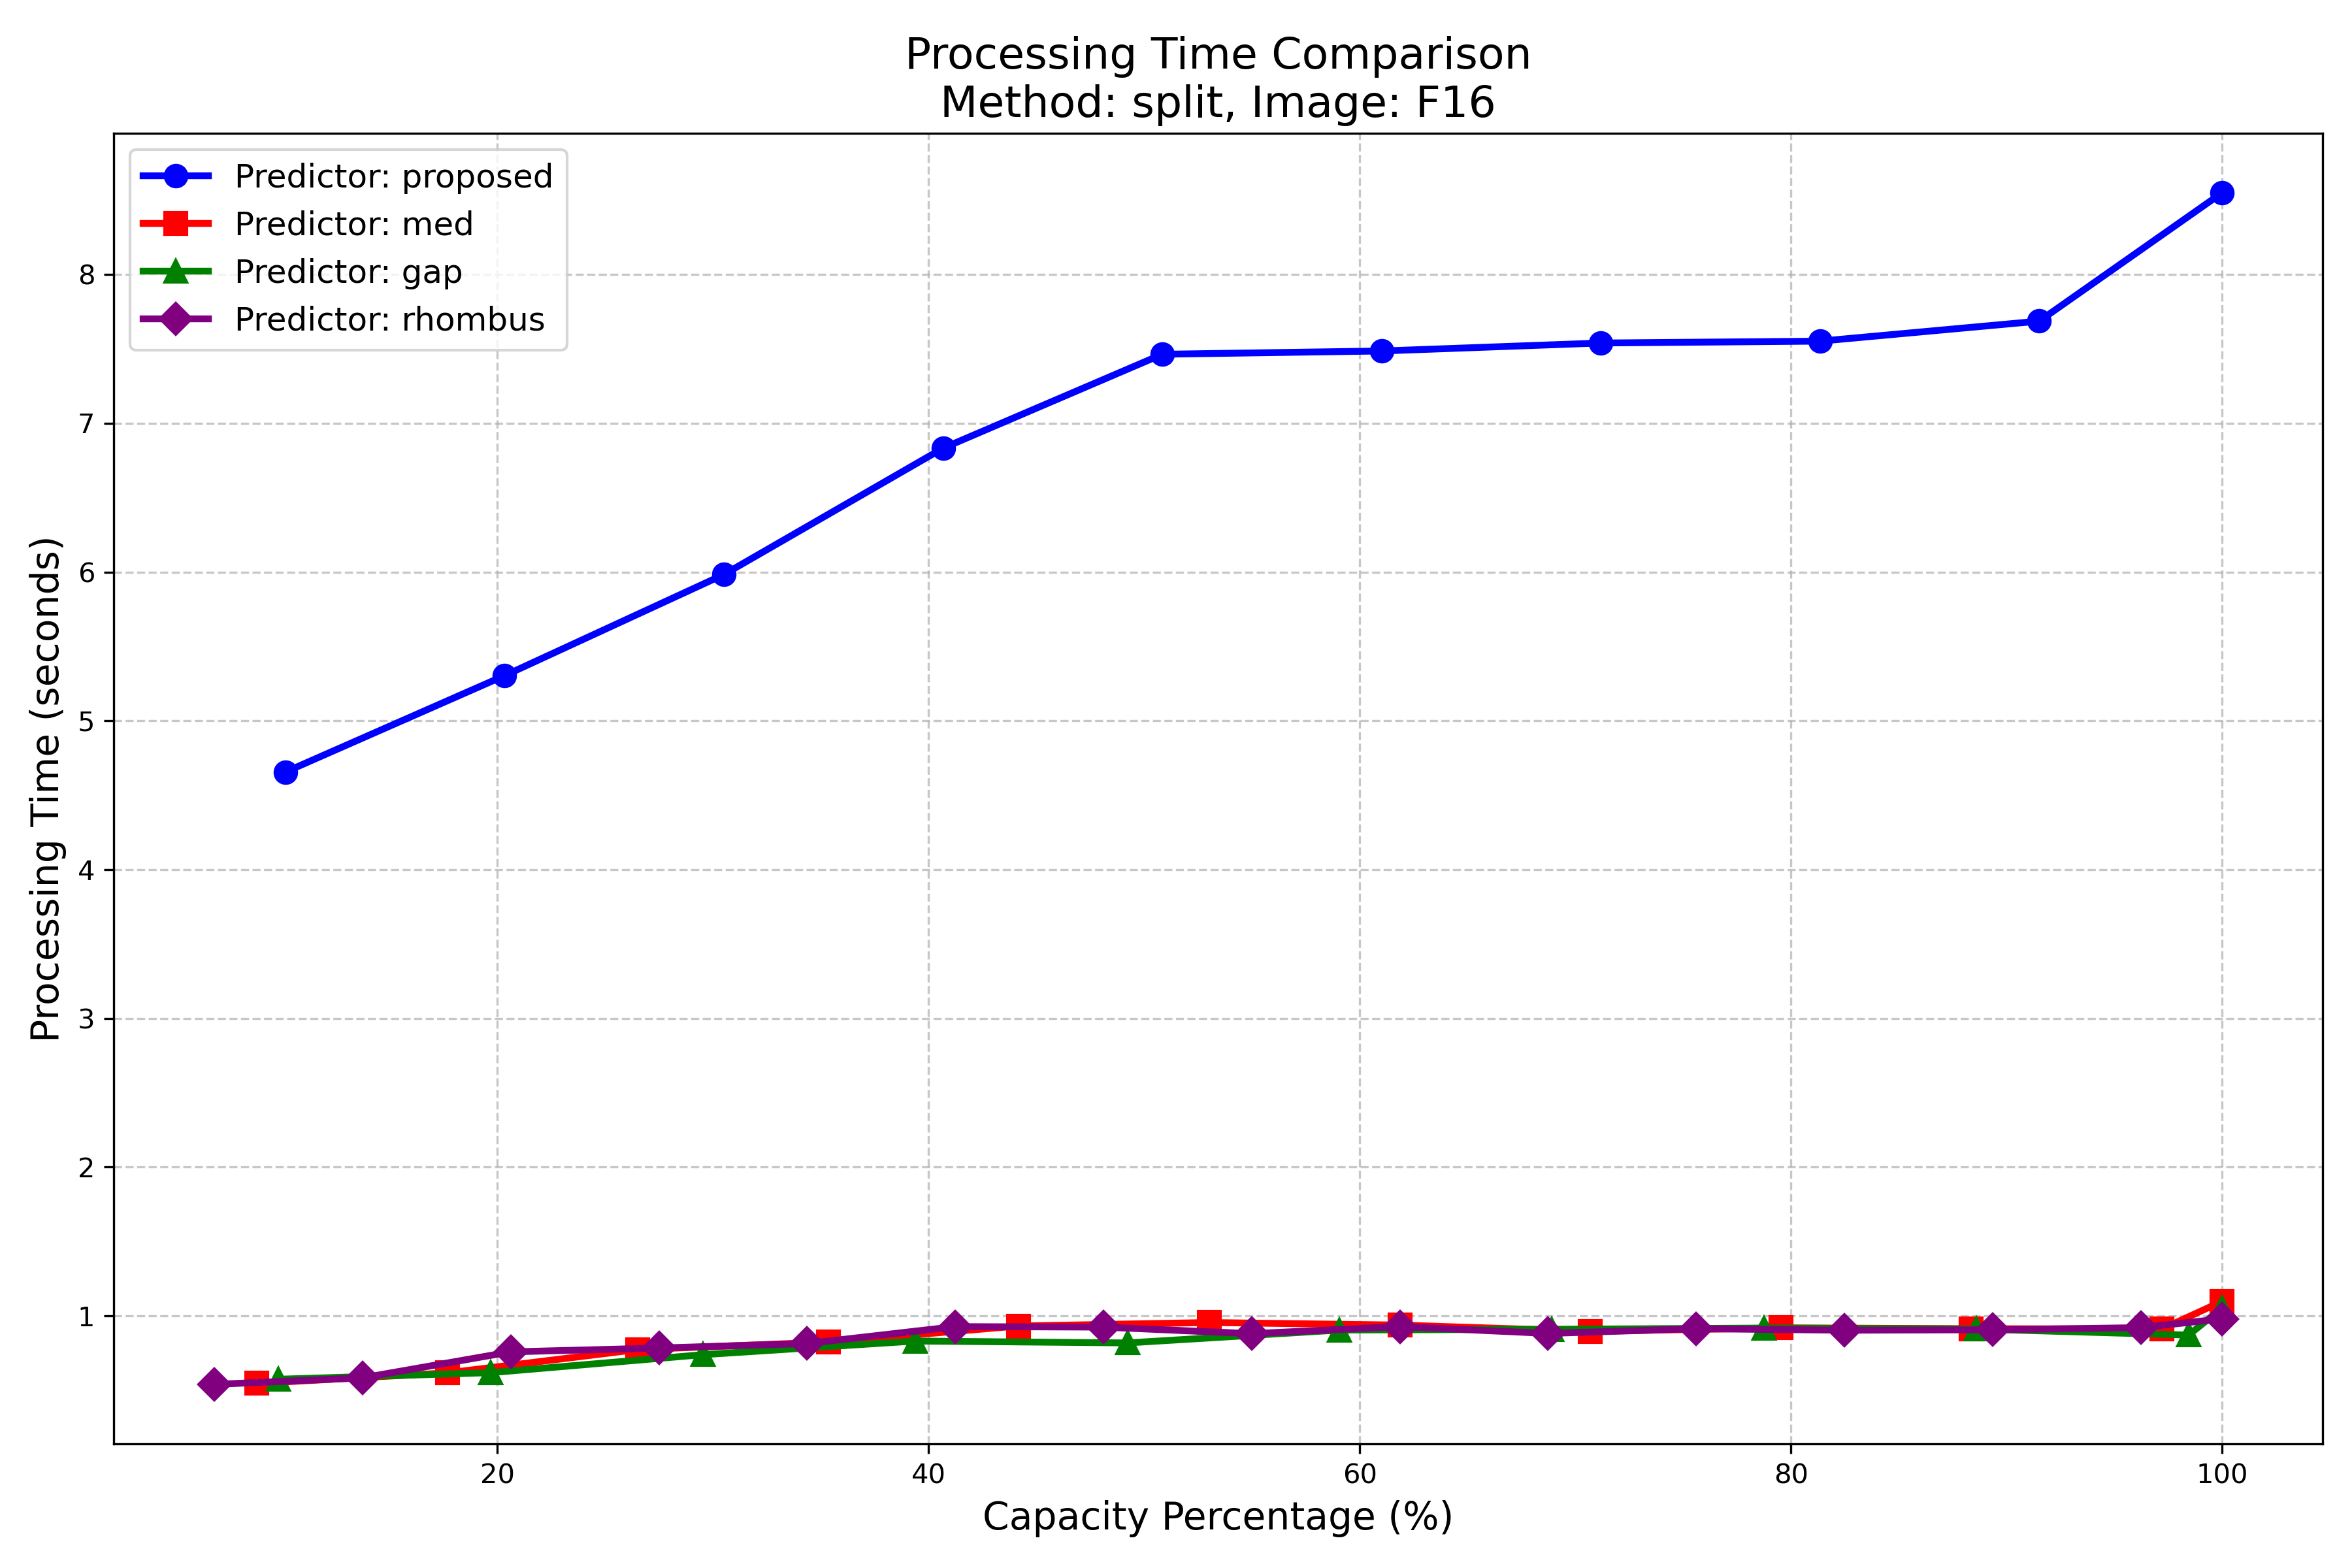 Processing Time Comparison
Method: split, Image: F16
Predictor: proposed
Predictor: med
Predictor: gap
Predictor: rhombus
Processing Time (seconds)
8
7
6
5
4
3
2
1
20 40 60 80 100
Capacity Percentage (%)